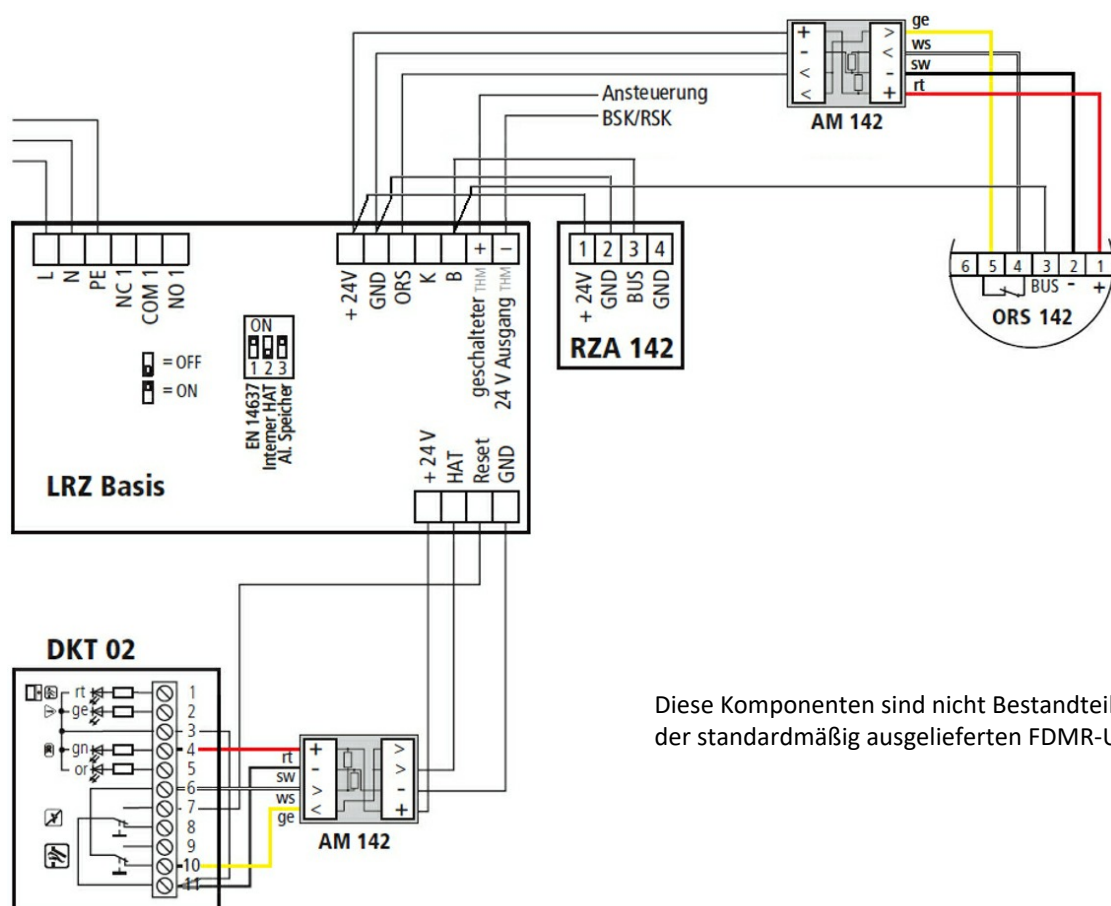 ge
ws
sw
rt
+ - < <
> < - +
AM 142
Ansteuerung
BSK/RSK
L N PE NC 1 COM 1 NO 1
+ 24V GND ORS K B + –
geschalteter THM
24 V Ausgang THM
1 2 3 4
+ 24V GND BUS GND
RZA 142
6 5 4 3 2 1
BUS - +
ORS 142
ON
1 2 3
EN 14637
Interner HAT
Al. Speicher
= OFF
= ON
LRZ Basis
+ 24 V HAT Reset GND
DKT 02
rt 1
ge 2
3
gn 4
or 5
6
7
8
9
10
11
rt
sw
ws
ge
+ - > <
> > - +
AM 142
Diese Komponenten sind nicht Bestandteil
der standardmäßig ausgelieferten FDMR-U